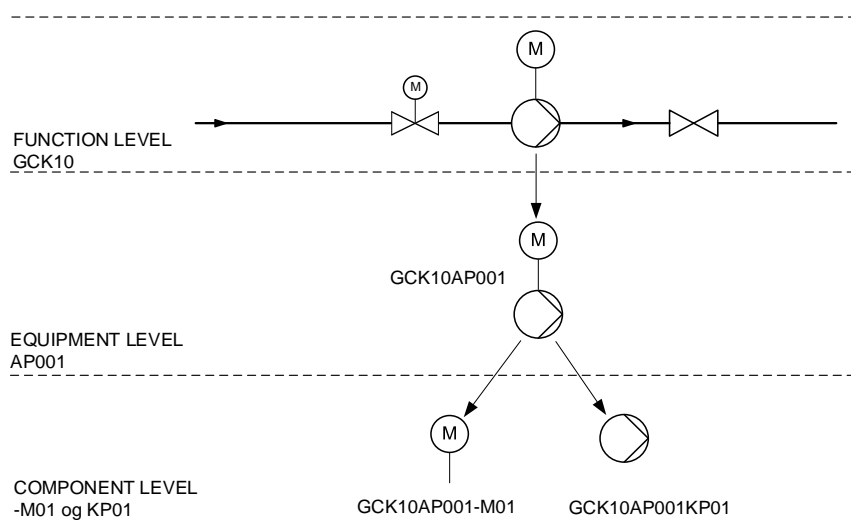 M
M
FUNCTION LEVEL
GCK10
M
GCK10AP001
EQUIPMENT LEVEL
AP001
M
COMPONENT LEVEL
-M01 og KP01
GCK10AP001-M01
GCK10AP001KP01